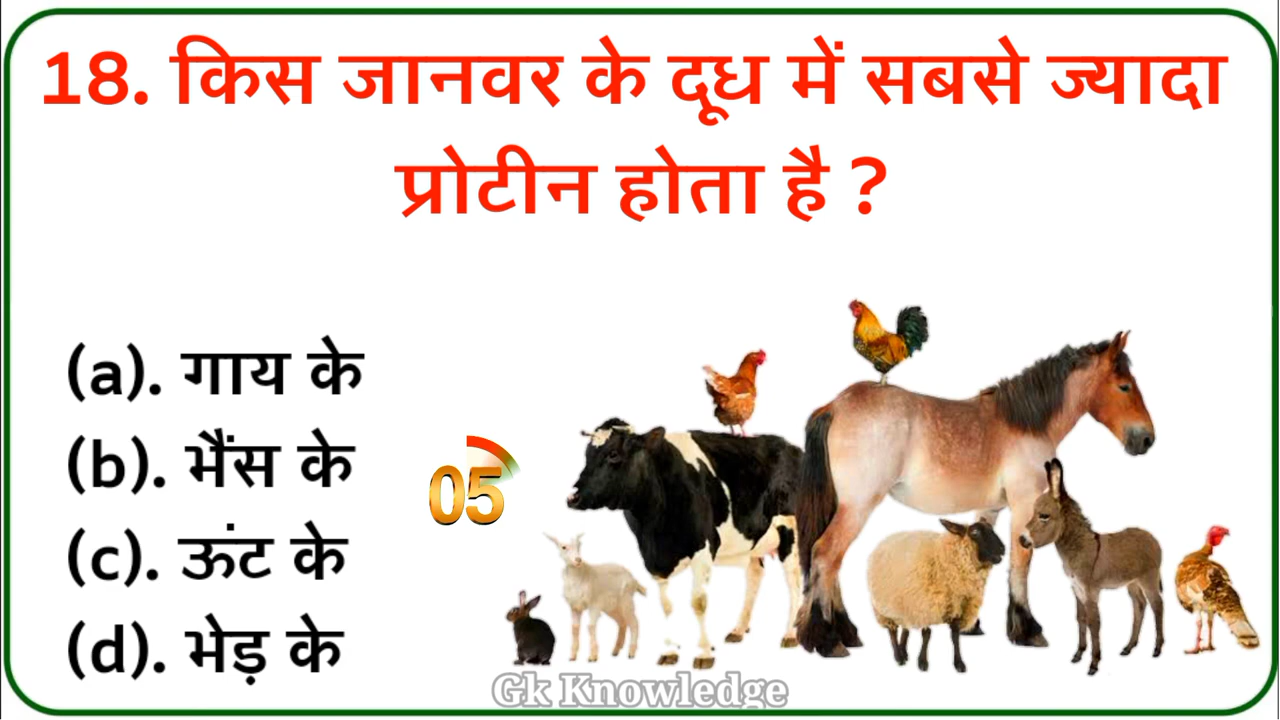 18. किस जानवर के दूध में सबसे ज्यादा
प्रोटीन होता है ?
(a). गाय के
(b). भैंस के
(c). ऊंट के
(d). भेड़ के
05
Gk Knowledge